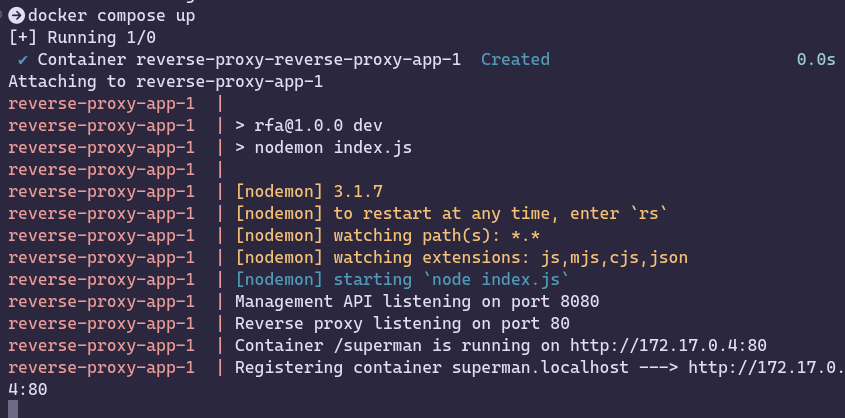 docker compose up
[+] Running 1/0
✔ Container reverse-proxy-reverse-proxy-app-1 Created 0.0s
Attaching to reverse-proxy-app-1
reverse-proxy-app-1 |
reverse-proxy-app-1 | > rfa@1.0.0 dev
reverse-proxy-app-1 | > nodemon index.js
reverse-proxy-app-1 |
reverse-proxy-app-1 | [nodemon] 3.1.7
reverse-proxy-app-1 | [nodemon] to restart at any time, enter `rs`
reverse-proxy-app-1 | [nodemon] watching path(s): *.*
reverse-proxy-app-1 | [nodemon] watching extensions: js,mjs,cjs,json
reverse-proxy-app-1 | [nodemon] starting `node index.js`
reverse-proxy-app-1 | Management API listening on port 8080
reverse-proxy-app-1 | Reverse proxy listening on port 80
reverse-proxy-app-1 | Container /superman is running on http://172.17.0.4:80
reverse-proxy-app-1 | Registering container superman.localhost ---> http://172.17.0.
4:80